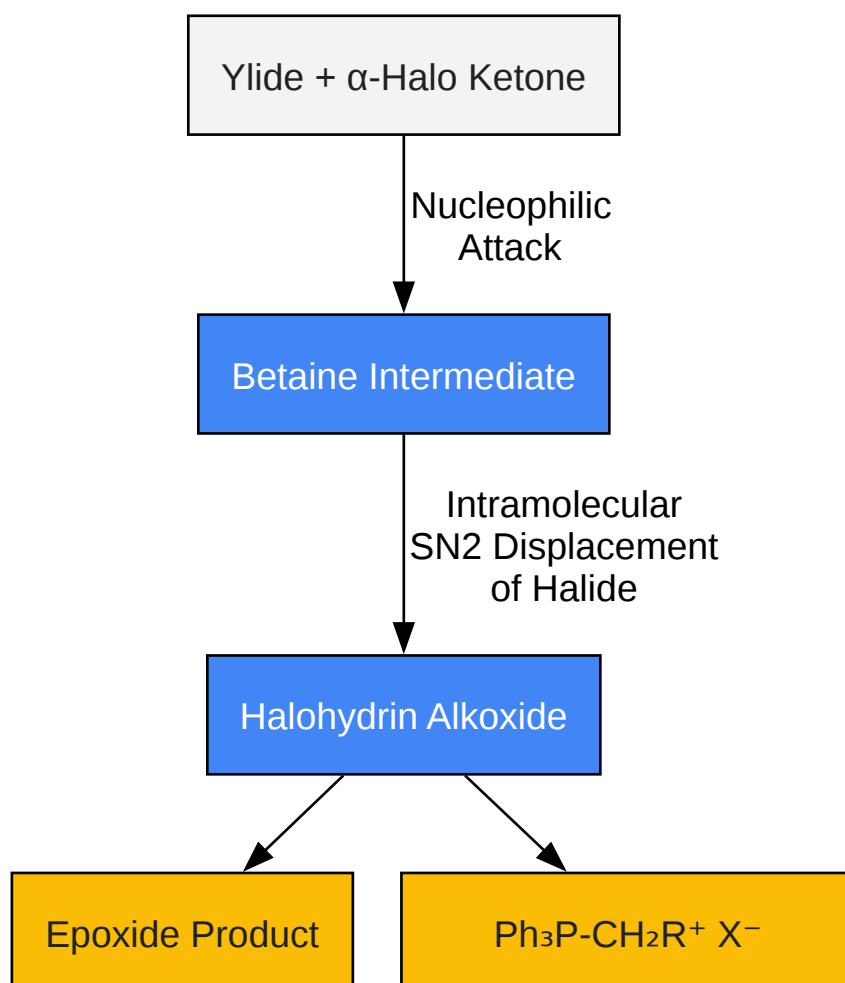 Ylide + α-Halo Ketone
Nucleophilic
Attack
Betaine Intermediate
Intramolecular
SN2 Displacement
of Halide
Halohydrin Alkoxide
Epoxide Product
Ph₃P-CH₂R⁺ X⁻